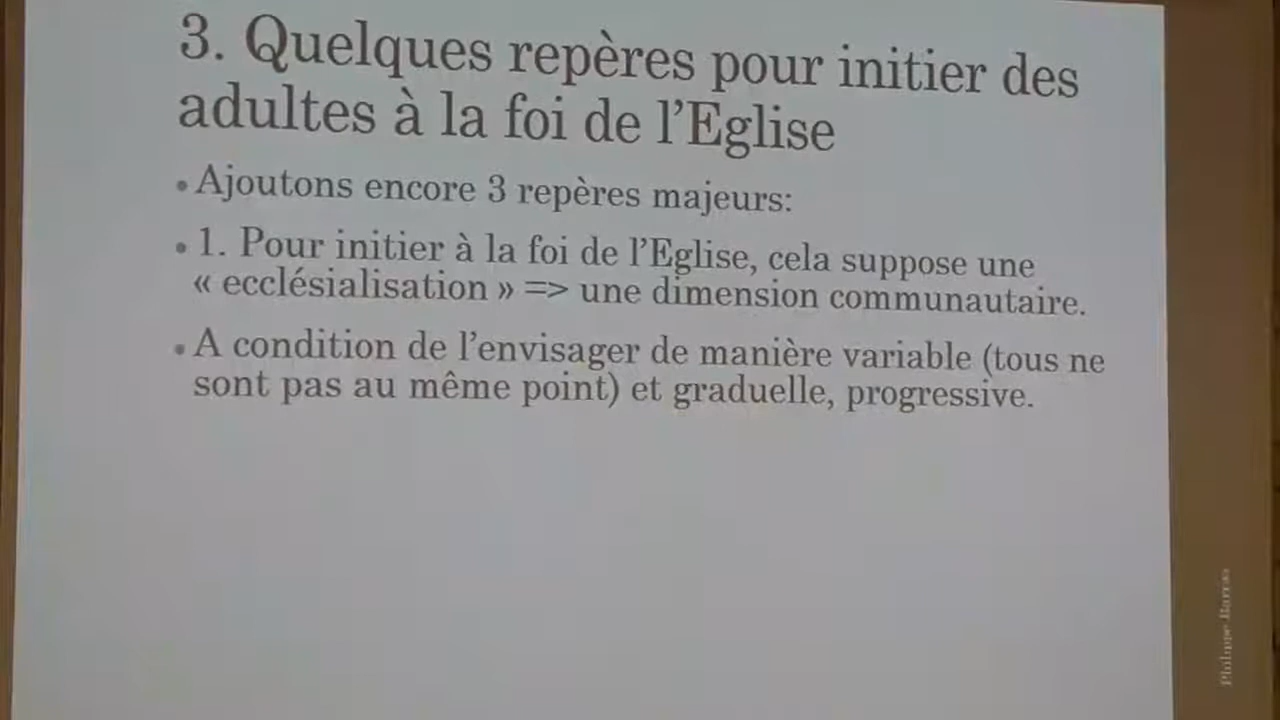 3. Quelques repères pour initier des
adultes à la foi de l'Eglise
• Ajoutons encore 3 repères majeurs:
• 1. Pour initier à la foi de l'Eglise, cela suppose une
« ecclésialisation » => une dimension communautaire.
• A condition de l'envisager de manière variable (tous ne
sont pas au même point) et graduelle, progressive.
Philippe Barras